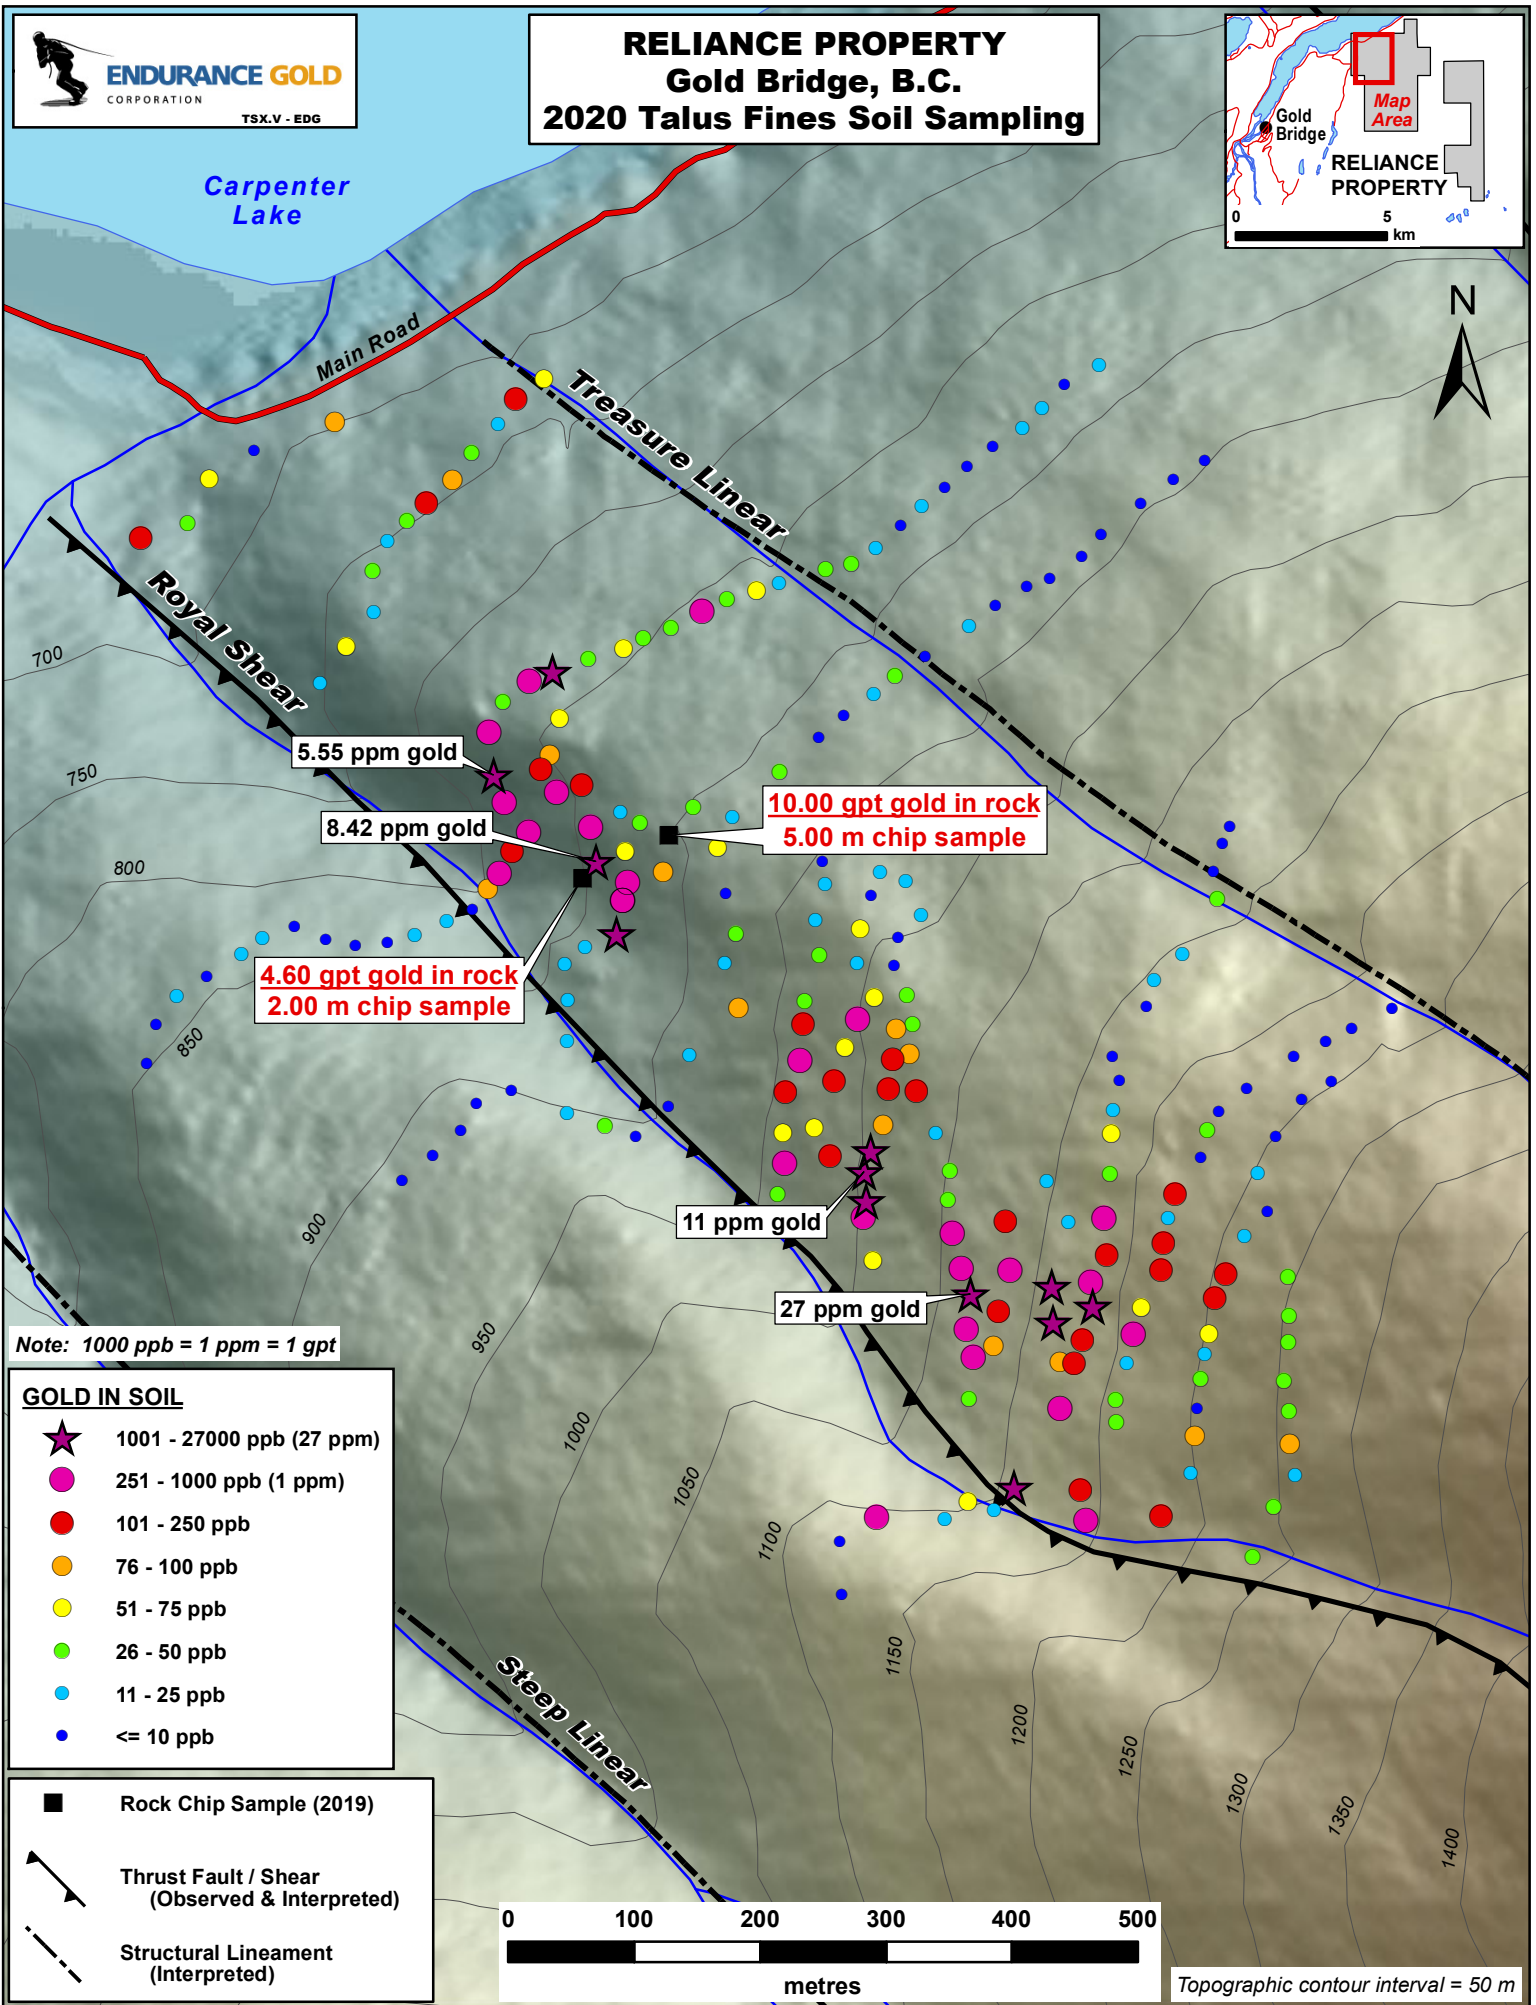 ENDURANCE GOLD
CORPORATION
TSX.V - EDG
RELIANCE PROPERTY
Gold Bridge, B.C.
2020 Talus Fines Soil Sampling
Gold
Bridge
Map
Area
RELIANCE
PROPERTY
0 5
km
N
Carpenter
Lake
Main Road
Treasure Linear
Royal Shear
700
750
800
850
900
950
1000
1050
1100
1150
1200
1250
1300
1350
1400
5.55 ppm gold
8.42 ppm gold
10.00 gpt gold in rock
5.00 m chip sample
4.60 gpt gold in rock
2.00 m chip sample
11 ppm gold
27 ppm gold
Steep Linear
Note: 1000 ppb = 1 ppm = 1 gpt
GOLD IN SOIL
1001 - 27000 ppb (27 ppm)
251 - 1000 ppb (1 ppm)
101 - 250 ppb
76 - 100 ppb
51 - 75 ppb
26 - 50 ppb
11 - 25 ppb
<= 10 ppb
Rock Chip Sample (2019)
Thrust Fault / Shear
(Observed & Interpreted)
Structural Lineament
(Interpreted)
0 100 200 300 400 500
metres
Topographic contour interval = 50 m